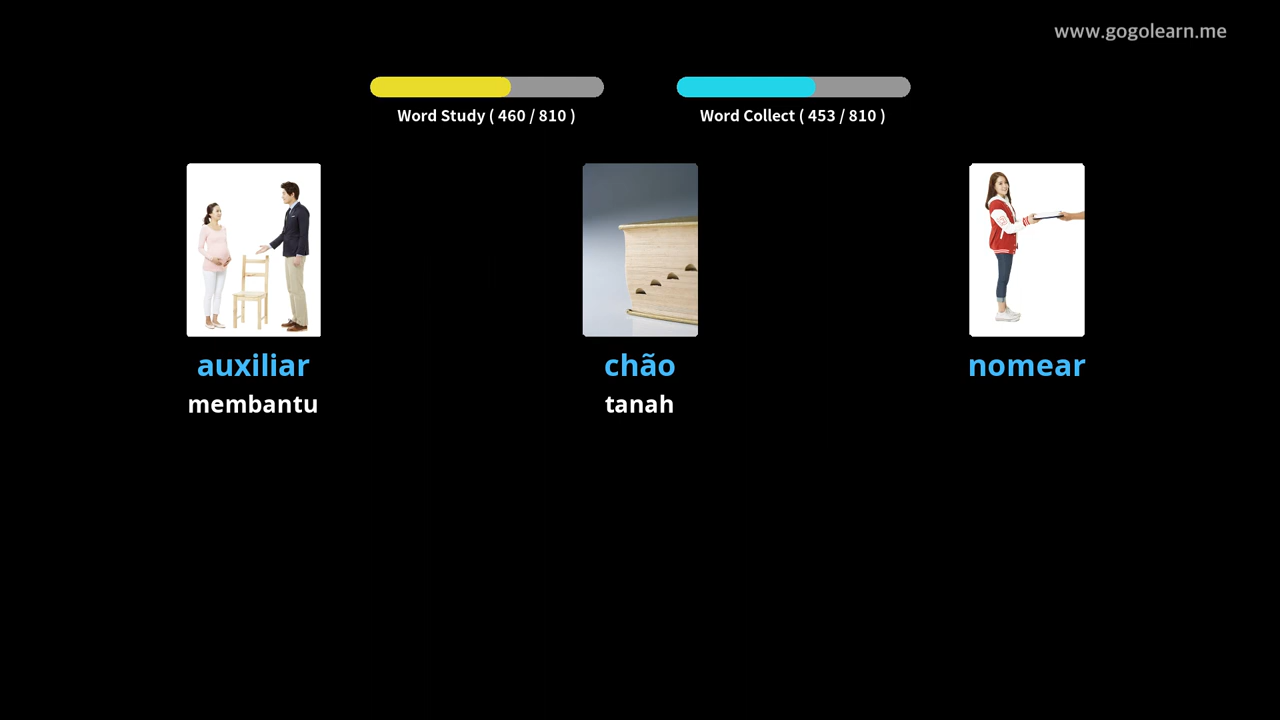 www.gogolearn.me
Word Study ( 460 / 810 )
Word Collect ( 453 / 810 )
auxiliar
membantu
chão
tanah
nomear